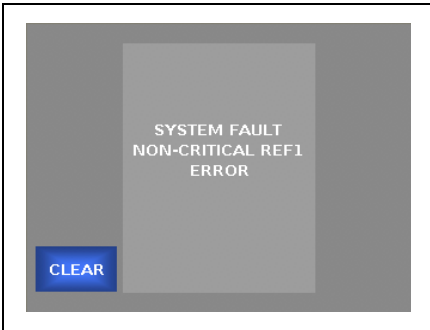 SYSTEM FAULT
NON-CRITICAL REF1
ERROR
CLEAR